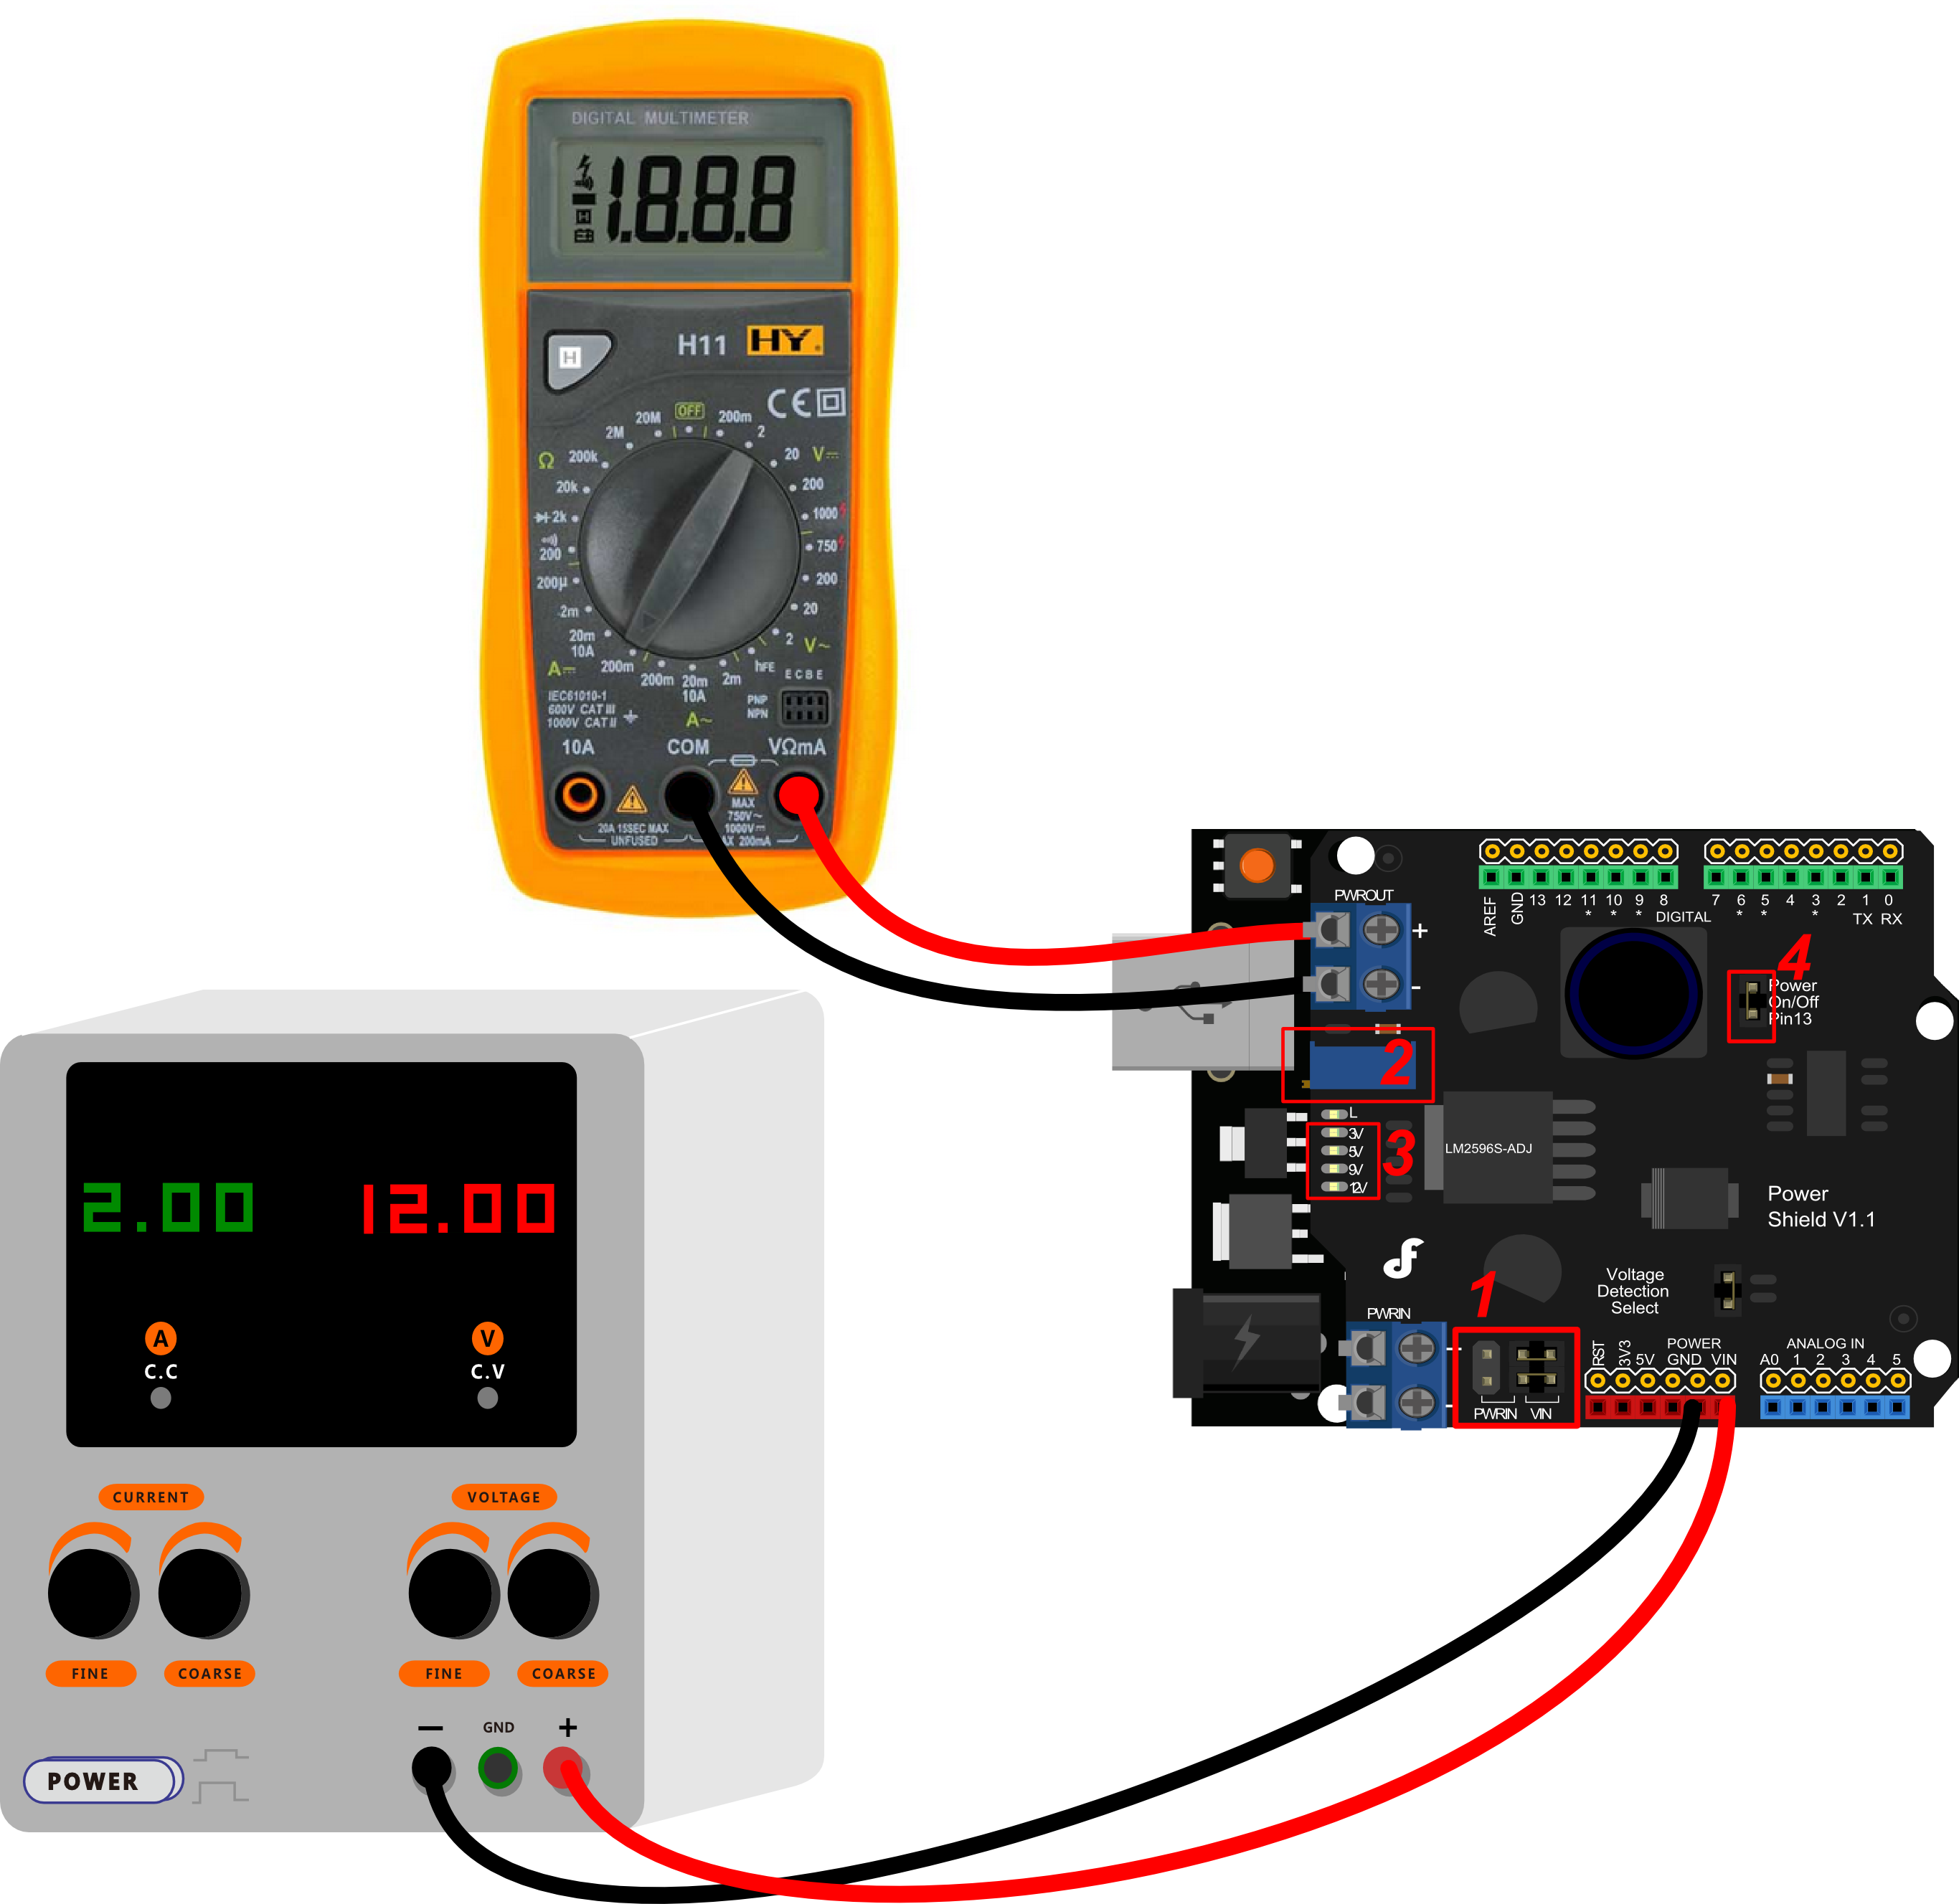 DIGITAL MULTIMETER
1.8.8.8
H
H
H11 HY
CE
OFF
20M 200m
2M 2
Ω 200k 20 V
20k 200
2k 1000
200 750
200µ 200
2m 20
20m 2 V~
10A
A 200m hFE
200m 20m 2m
10A
A~
E C B E
PNP
NPN
IEC61010-1
600V CAT III
1000V CAT II
10A COM VΩmA
MAX
750V~
1000V
20A 15SEC MAX
UNFUSED
200mA
PWROUT
+
-
AREF GND 13 12 11 10 9 8
* * *
DIGITAL
7 6 5 4 3 2 1 0
* * *
TX RX
4
Power
On/Off
Pin13
2
L
3V
5V
9V
12V
3
LM2596S-ADJ
Power
Shield V1.1
Voltage
Detection
Select
1
PWRIN
PWRIN VIN
POWER
RST 3V3 5V GND VIN
ANALOG IN
A0 1 2 3 4 5
2.00 12.00
A V
C.C C.V
CURRENT VOLTAGE
FINE COARSE FINE COARSE
− GND +
POWER